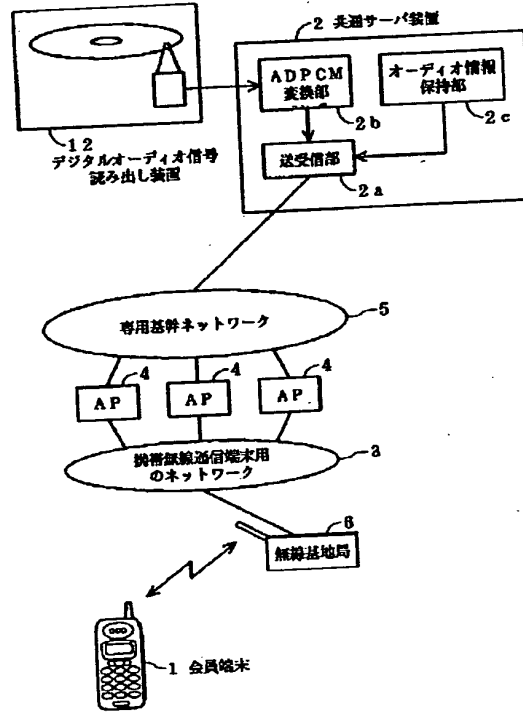 2 共通サーバ装置
ADPCM
変換部
2b
オーディオ情報
保持部
2c
12
デジタルオーディオ信号
読み出し装置
送受信部
2a
専用基幹ネットワーク
5
AP
4
AP
4
AP
4
携帯無線通信端末用
のネットワーク
3
6
無線基地局
1 会員端末